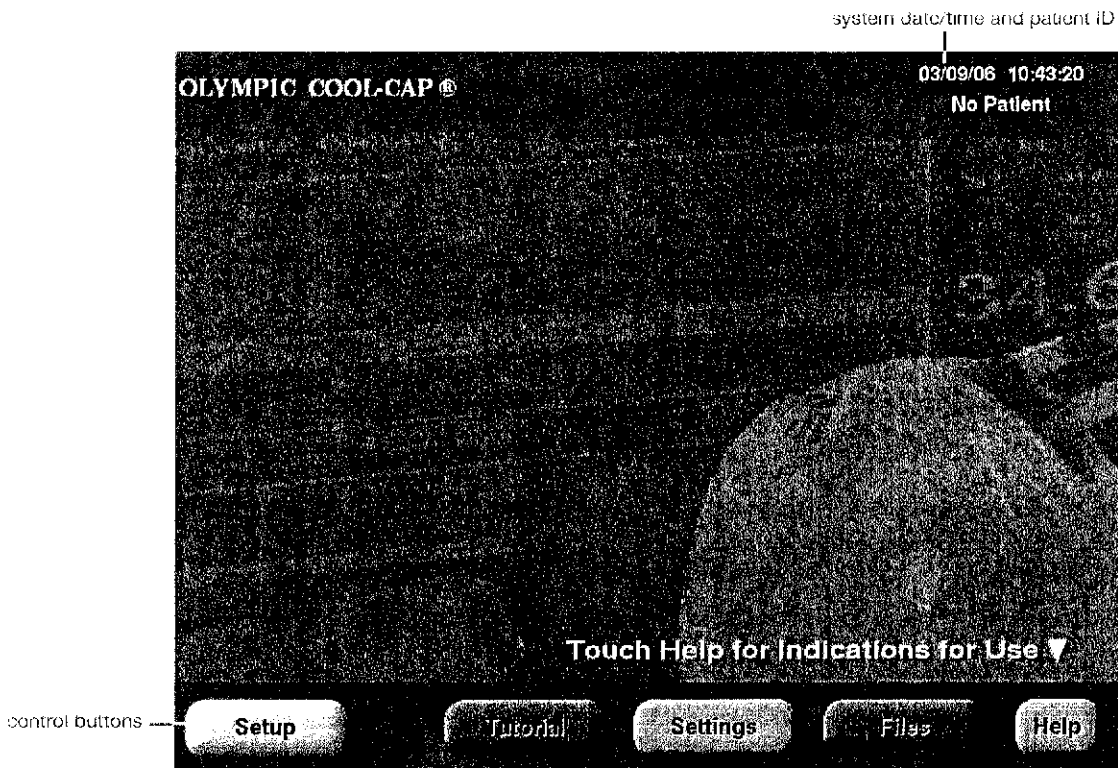 system date/time and patient ID
OLYMPIC COOL-CAP ®
03/09/06 10:43:20
No Patient
Touch Help for Indications for Use ▼
control buttons
Setup Tutorial Settings Files Help